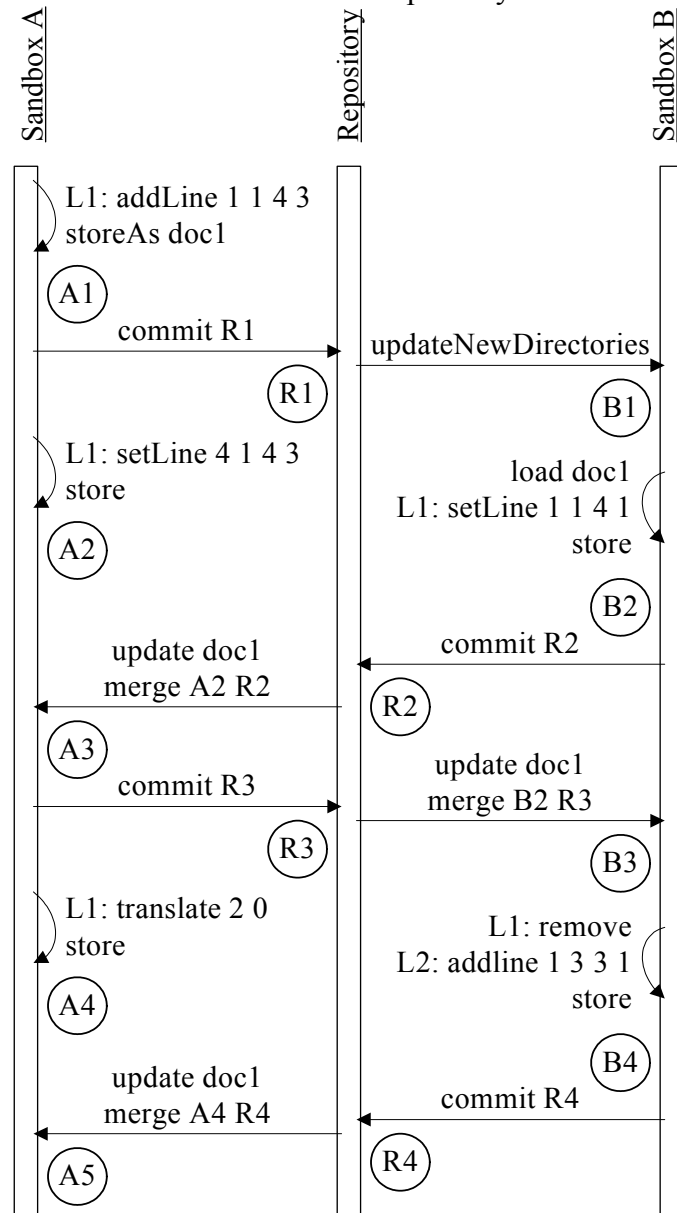 Sandbox A
Repository
Sandbox B
L1: addLine 1 1 4 3
storeAs doc1
A1
commit R1
updateNewDirectories
R1
B1
L1: setLine 4 1 4 3
store
load doc1
L1: setLine 1 1 4 1
store
A2
B2
commit R2
update doc1
merge A2 R2
R2
A3
commit R3
update doc1
merge B2 R3
R3
B3
L1: translate 2 0
store
L1: remove
L2: addline 1 3 3 1
store
A4
B4
commit R4
update doc1
merge A4 R4
R4
A5